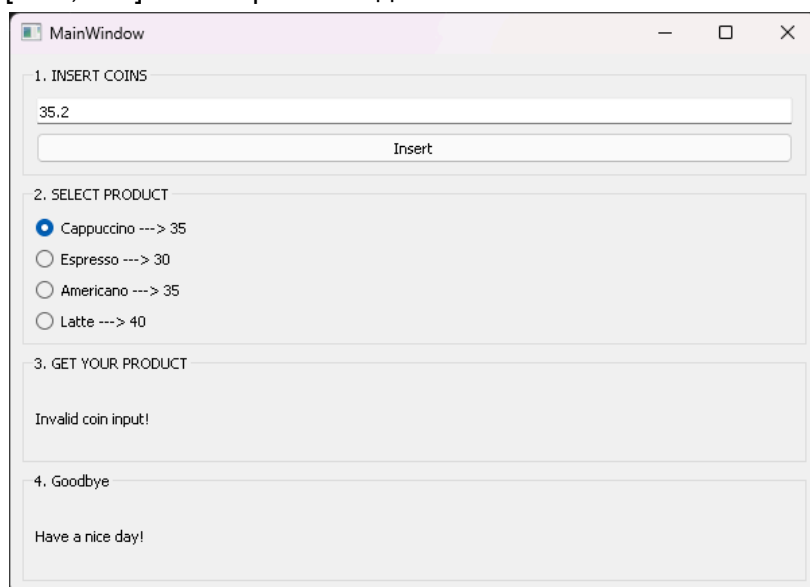 MainWindow
1. INSERT COINS
35.2
Insert
2. SELECT PRODUCT
Cappuccino ---> 35
Espresso ---> 30
Americano ---> 35
Latte ---> 40
3. GET YOUR PRODUCT
Invalid coin input!
4. Goodbye
Have a nice day!